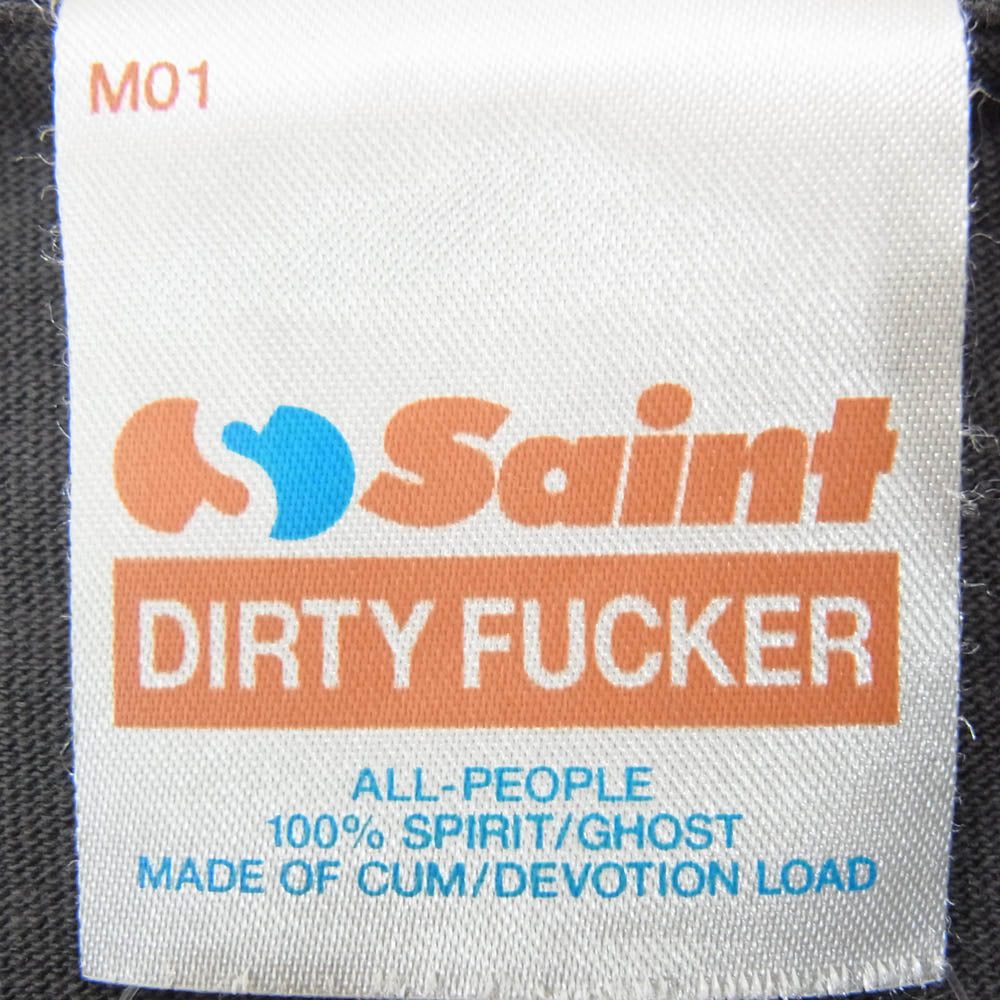 M01
Saint
DIRTY FUCKER
ALL-PEOPLE
100% SPIRIT/GHOST
MADE OF CUM/DEVOTION LOAD